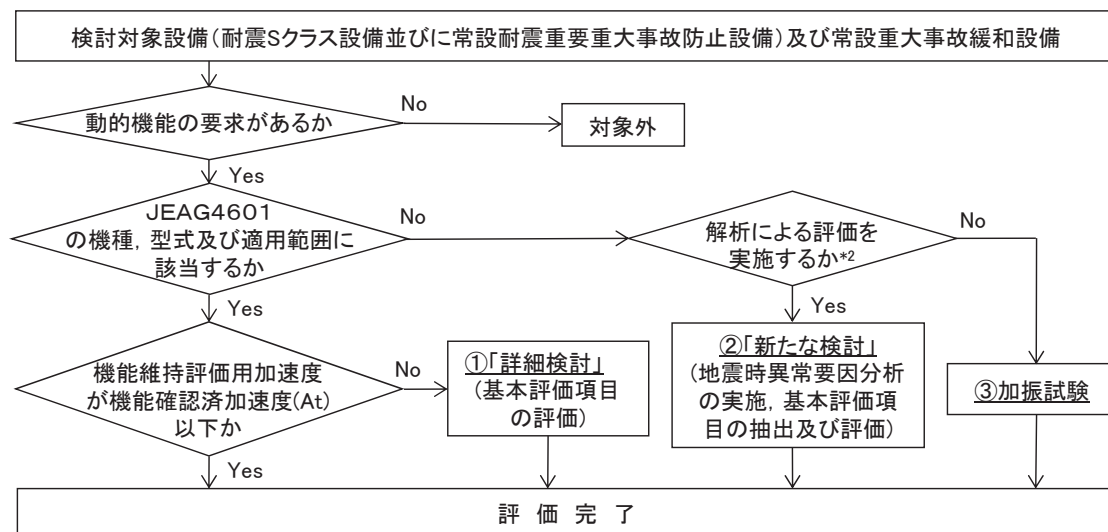 検討対象設備(耐震Sクラス設備並びに常設耐震重要重大事故防止設備)及び常設重大事故緩和設備
動的機能の要求があるか
No
対象外
Yes
JEAG4601
の機種,型式及び適用範囲に
該当するか
No
解析による評価を
実施するか*2
No
Yes
Yes
機能維持評価用加速度
が機能確認済加速度(At)
以下か
No
①「詳細検討」
(基本評価項目
の評価)
②「新たな検討」
(地震時異常要因分析
の実施,基本評価項
目の抽出及び評価)
③加振試験
Yes
評 価 完 了